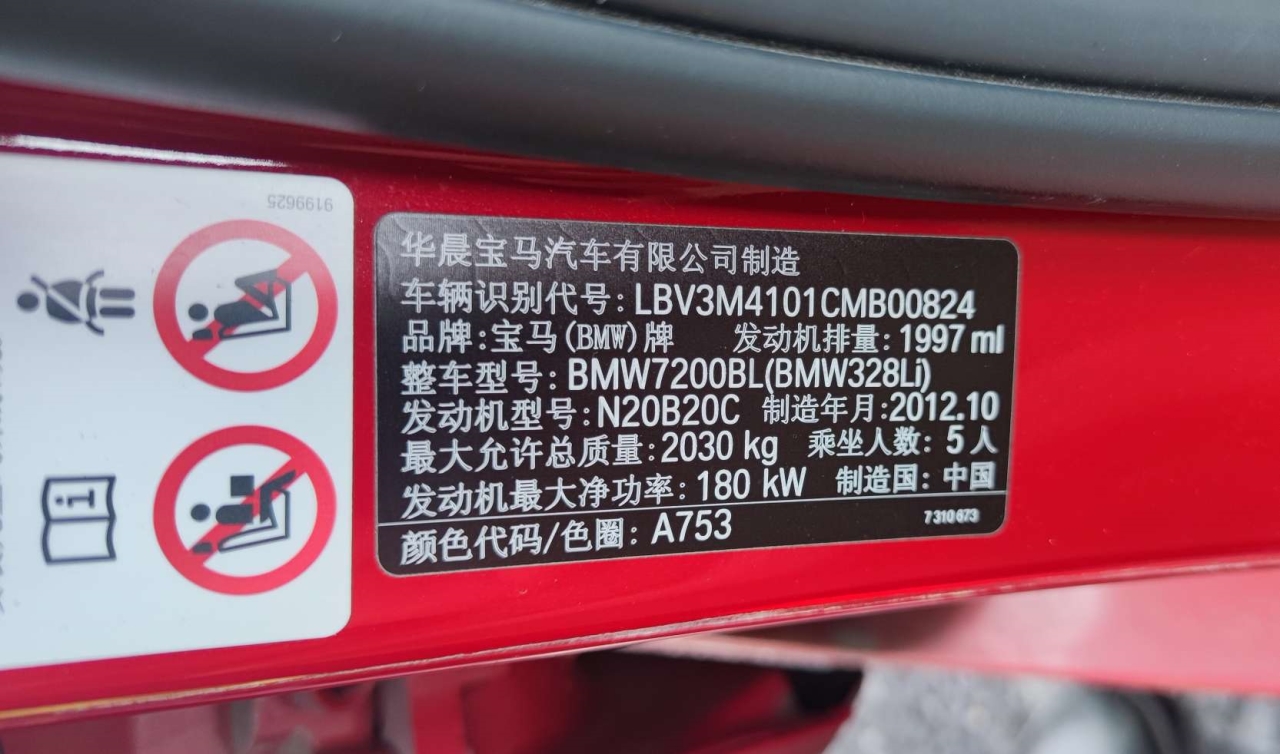 9199625
华晨宝马汽车有限公司制造
车辆识别代号: LBV3M4101CMB00824
品牌: 宝马(BMW)牌 发动机排量: 1997 ml
整车型号: BMW7200BL(BMW328Li)
发动机型号: N20B20C 制造年月:2012.10
最大允许总质量: 2030 kg 乘坐人数: 5人
发动机最大净功率: 180 kW 制造国: 中国
颜色代码/色圈: A753 7 310 673